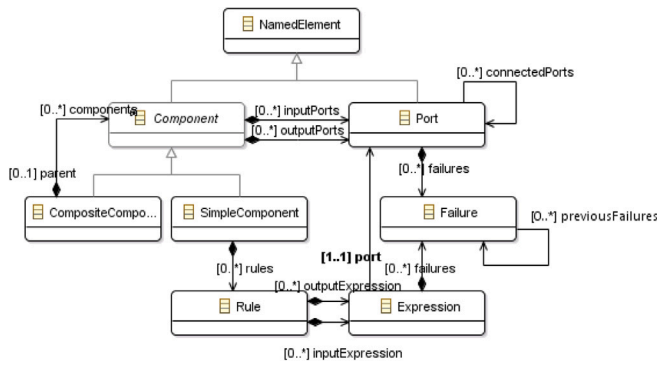 NamedElement
[0..*] connectedPorts
[0..*] components
Component
[0..*] inputPorts
[0..*] outputPorts
Port
[0..1] parent
[0..*] failures
CompositeCompo...
SimpleComponent
Failure
[0..*] previousFailures
[1..1] port
[0..*] rules
[0..*] failures
[0..*] outputExpression
Rule
Expression
[0..*] inputExpression